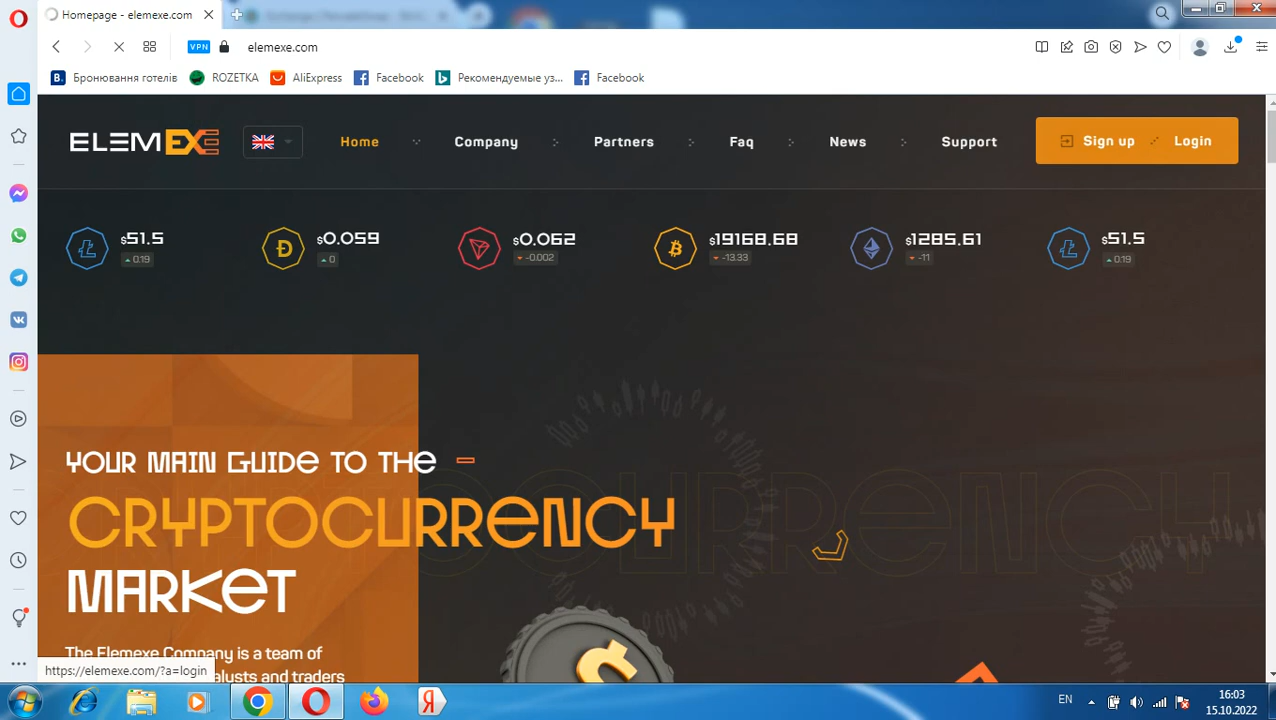 Homepage - elemexe.com
VPN elemexe.com
B. Бронювання готелів ROZETKA AliExpress Facebook Рекомендуемые уз... Facebook
ELEMEXE Home Company Partners Faq News Support Sign up Login
$51.5 $0.059 $0.062 $19168.68 $1285.61 $51.5
0.19 0 -0.002 -13.33 -11 0.19
YOUR MAIN GUIDE TO THE
CRYPTOCURRENCY
MARKET
The Elemexe Company is a team of
alysts and traders
https://elemexe.com/?a=login
EN 16:03
15.10.2022